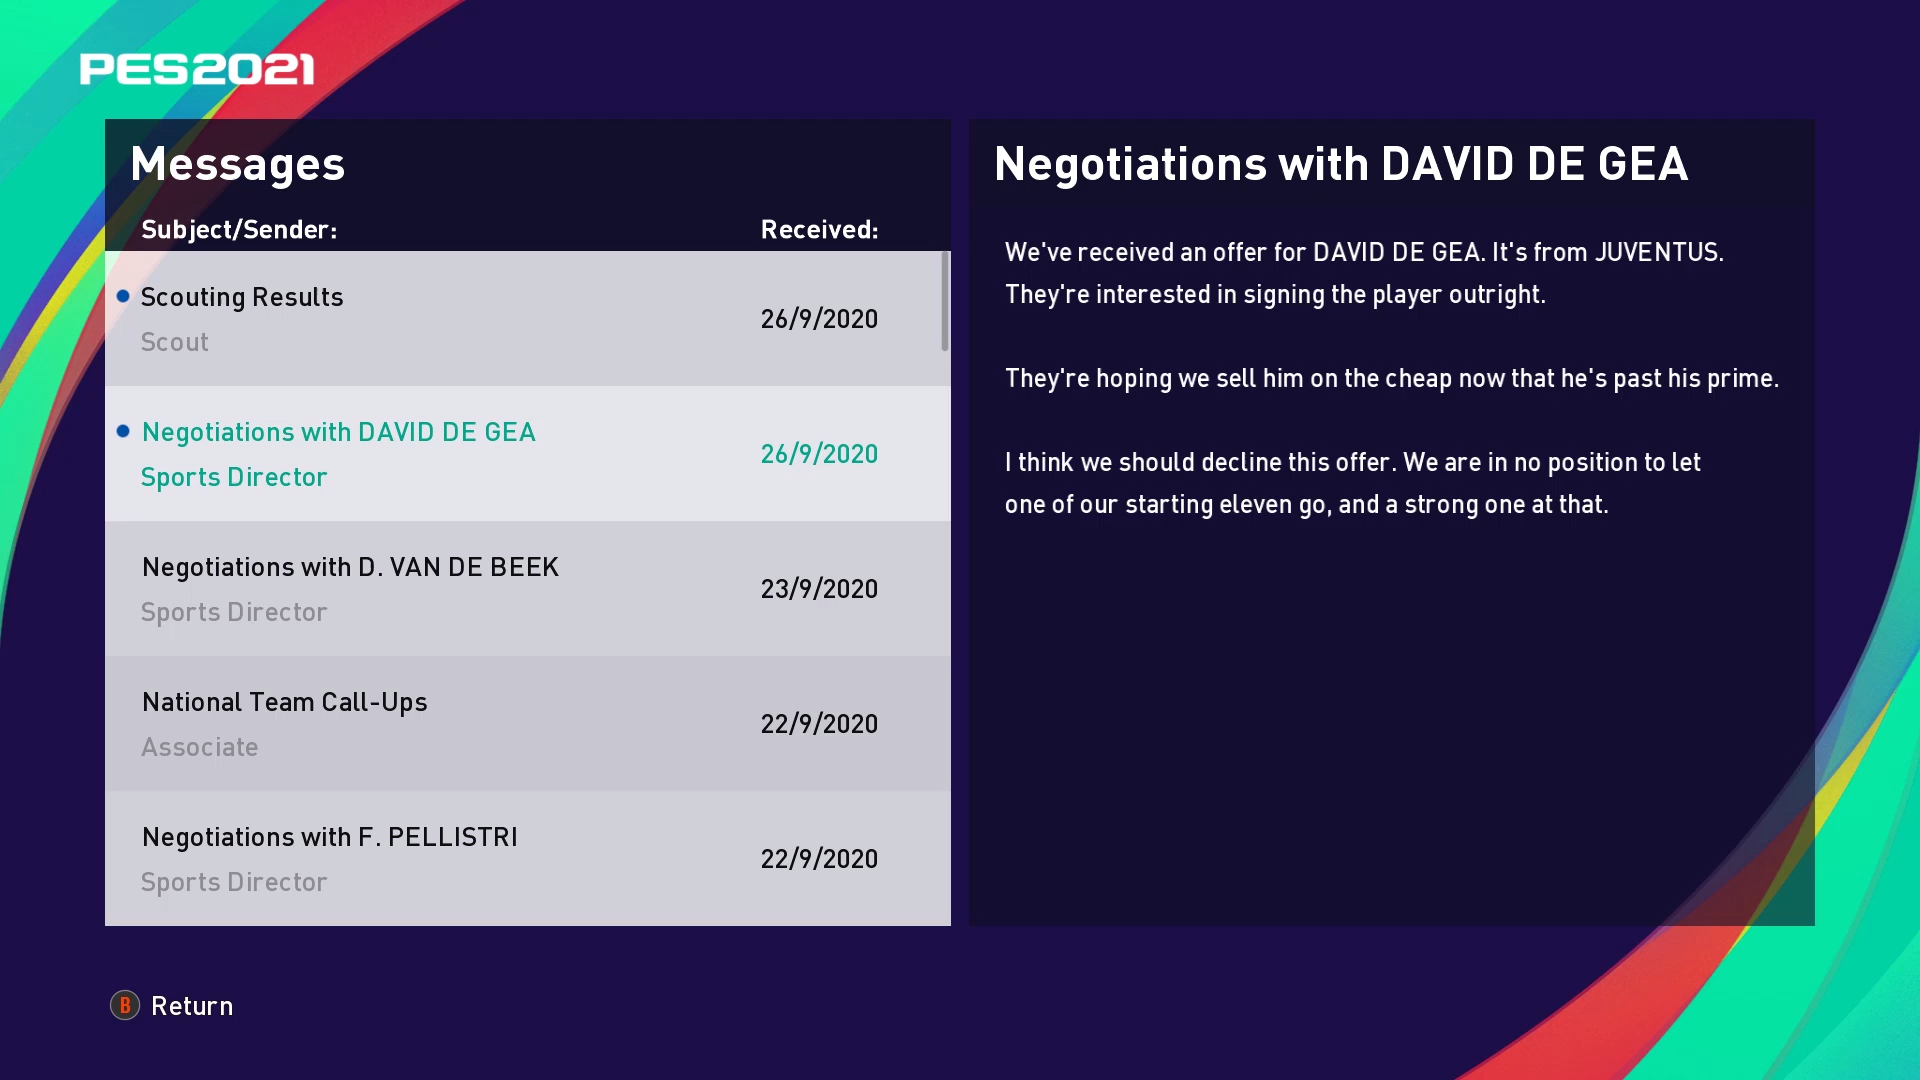 PES2021
Messages
Subject/Sender: Received:
Scouting Results
Scout
26/9/2020
Negotiations with DAVID DE GEA
Sports Director
26/9/2020
Negotiations with D. VAN DE BEEK
Sports Director
23/9/2020
National Team Call-Ups
Associate
22/9/2020
Negotiations with F. PELLISTRI
Sports Director
22/9/2020
Negotiations with DAVID DE GEA
We've received an offer for DAVID DE GEA. It's from JUVENTUS.
They're interested in signing the player outright.
They're hoping we sell him on the cheap now that he's past his prime.
I think we should decline this offer. We are in no position to let
one of our starting eleven go, and a strong one at that.
B Return